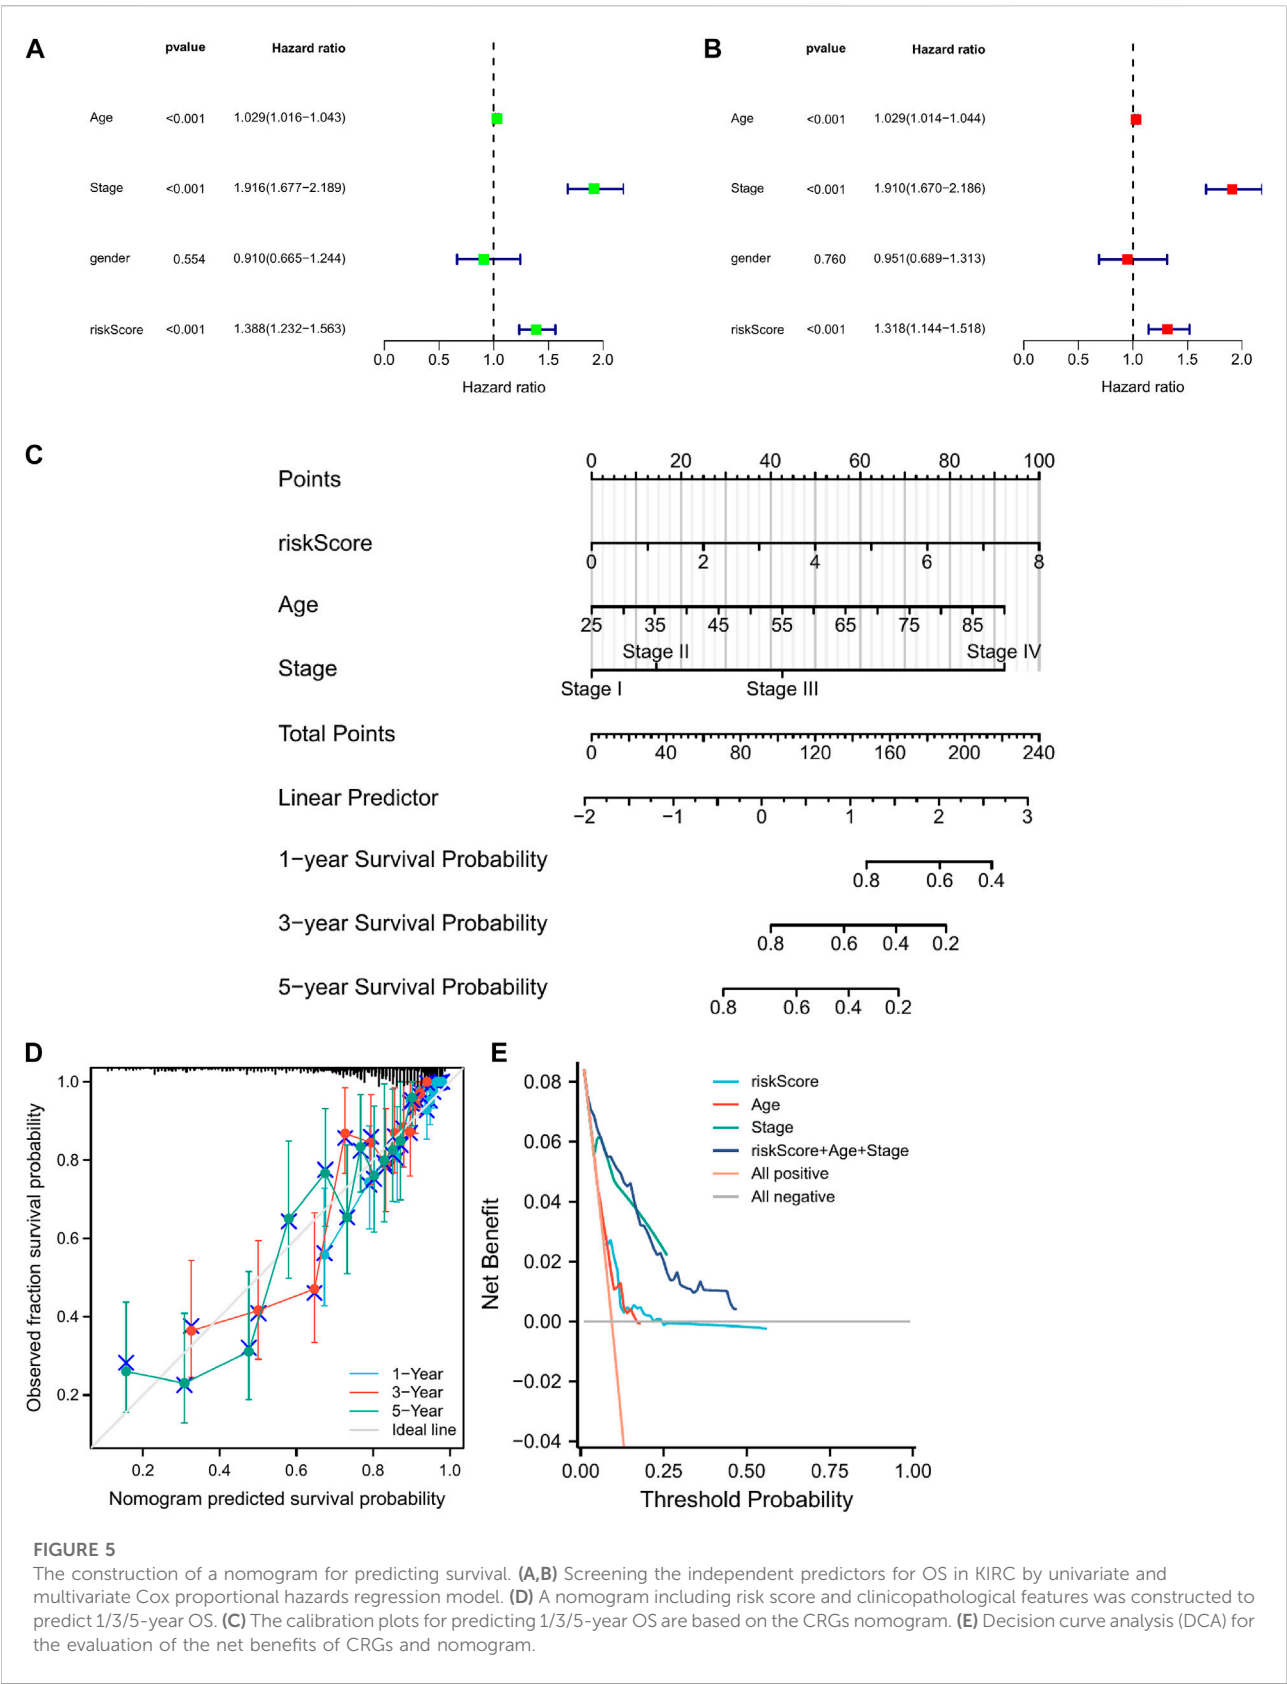 A
pvalue Hazard ratio
Age <0.001 1.029(1.016−1.043)
Stage <0.001 1.916(1.677−2.189)
gender 0.554 0.910(0.665−1.244)
riskScore <0.001 1.388(1.232−1.563)
0.0 0.5 1.0 1.5 2.0
Hazard ratio
B
pvalue Hazard ratio
Age <0.001 1.029(1.014−1.044)
Stage <0.001 1.910(1.670−2.186)
gender 0.760 0.951(0.689−1.313)
riskScore <0.001 1.318(1.144−1.518)
0.0 0.5 1.0 1.5 2.0
Hazard ratio
C
0 20 40 60 80 100
Points
riskScore
0 2 4 6 8
Age
25 35 45 55 65 75 85
Stage II Stage IV
Stage
Stage I Stage III
Total Points
0 40 80 120 160 200 240
Linear Predictor
−2 −1 0 1 2 3
1−year Survival Probability
0.8 0.6 0.4
3−year Survival Probability
0.8 0.6 0.4 0.2
5−year Survival Probability
0.8 0.6 0.4 0.2
D
Observed fraction survival probability
1.0
0.8
0.6
0.4
0.2
1−Year
3−Year
5−Year
Ideal line
0.2 0.4 0.6 0.8 1.0
Nomogram predicted survival probability
E
Net Benefit
0.08
0.06
0.04
0.02
0.00
−0.02
−0.04
riskScore
Age
Stage
riskScore+Age+Stage
All positive
All negative
0.00 0.25 0.50 0.75 1.00
Threshold Probability
FIGURE 5
The construction of a nomogram for predicting survival. (A,B) Screening the independent predictors for OS in KIRC by univariate and
multivariate Cox proportional hazards regression model. (D) A nomogram including risk score and clinicopathological features was constructed to
predict 1/3/5-year OS. (C) The calibration plots for predicting 1/3/5-year OS are based on the CRGs nomogram. (E) Decision curve analysis (DCA) for
the evaluation of the net benefits of CRGs and nomogram.